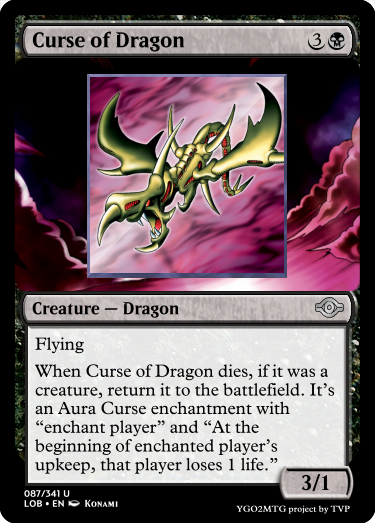 Curse of Dragon 3
Creature — Dragon
Flying
When Curse of Dragon dies, if it was a
creature, return it to the battlefield. It's
an Aura Curse enchantment with
“enchant player” and “At the
beginning of enchanted player's
upkeep, that player loses 1 life.”
3/1
087/341 U
LOB • EN Konami
YGO2MTG project by TVP